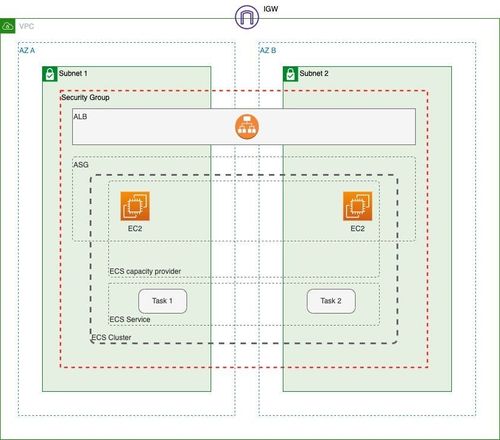 IGW
VPC
AZ A
AZ B
Subnet 1
Subnet 2
Security Group
ALB
ASG
EC2
EC2
ECS capacity provider
Task 1
Task 2
ECS Service
ECS Cluster